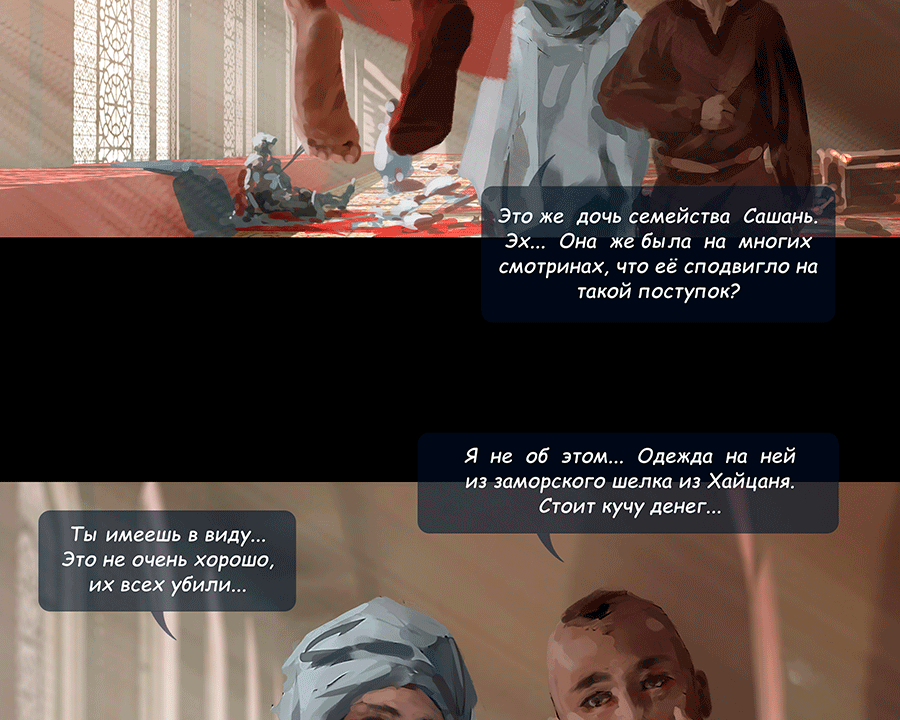 Это же дочь семейства Сашань.
Эх... Она же была на многих
смотринах, что её сподвигло на
такой поступок?
Я не об этом... Одежда на ней
из заморского шелка из Хайцаня.
Стоит кучу денег...
Ты имеешь в виду...
Это не очень хорошо,
их всех убили...